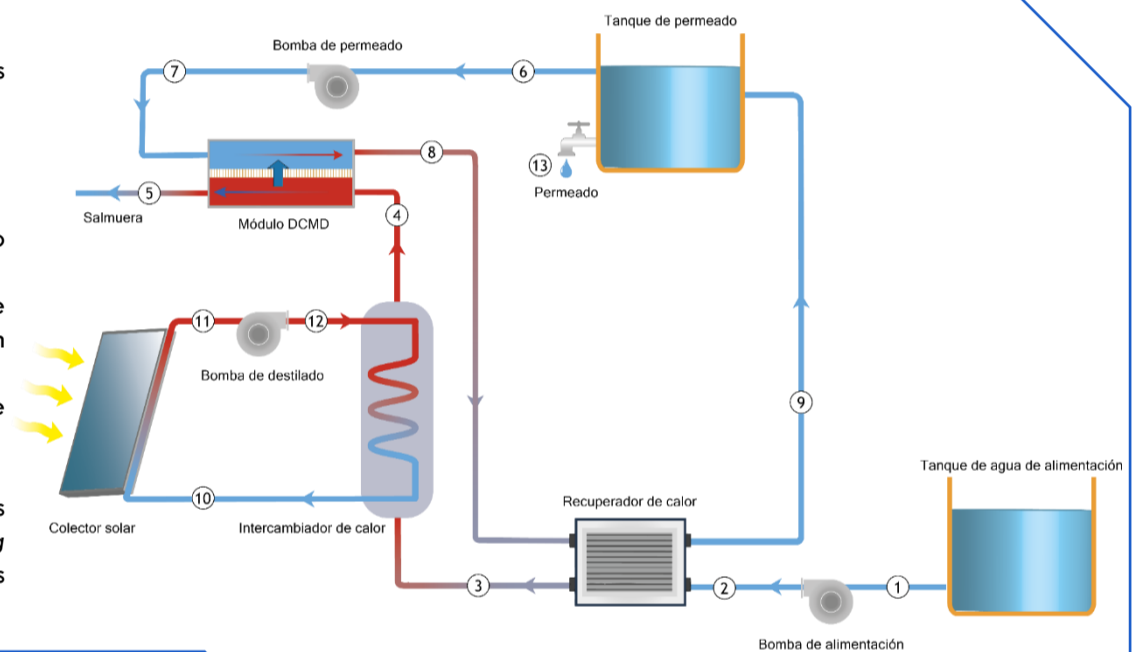 Tanque de permeado
Bomba de permeado
7
6
8
13
Permeado
5
Salmuera
Módulo DCMD
4
11
12
Bomba de destilado
9
Tanque de agua de alimentación
10
Colector solar
Intercambiador de calor
Recuperador de calor
3
2
1
Bomba de alimentación